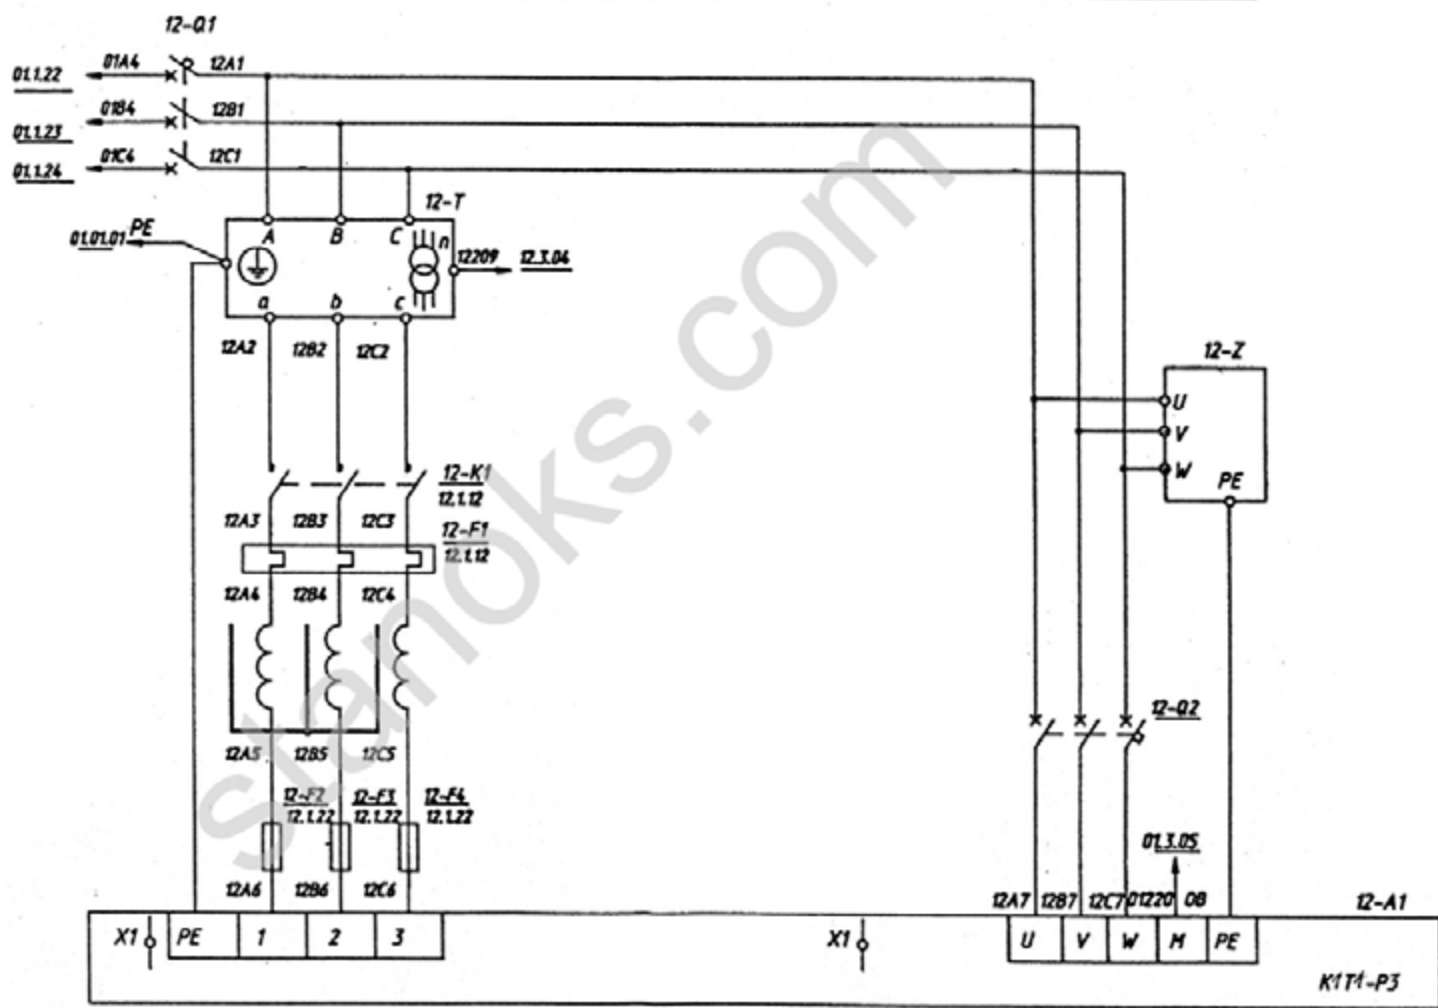 12-Q1
01A4 12A1
01.1.22
01B4 12B1
01.1.23
01C4 12C1
01.1.24
12-T
01.01.01 PE
A B C n
12209 12.3.04
a b c
12A2 12B2 12C2
12-Z
U
V
W
PE
12-K1
12.1.12
12A3 12B3 12C3
12-F1
12.1.12
12A4 12B4 12C4
12-Q2
12A5 12B5 12C5
12-F2 12-F3 12-F4
12.1.22 12.1.22 12.1.22
01.3.05
12A6 12B6 12C6
12A7 12B7 12C7 01220 0B
12-A1
X1 PE 1 2 3
X1 U V W M PE
K1T1-P3
stanoks.com